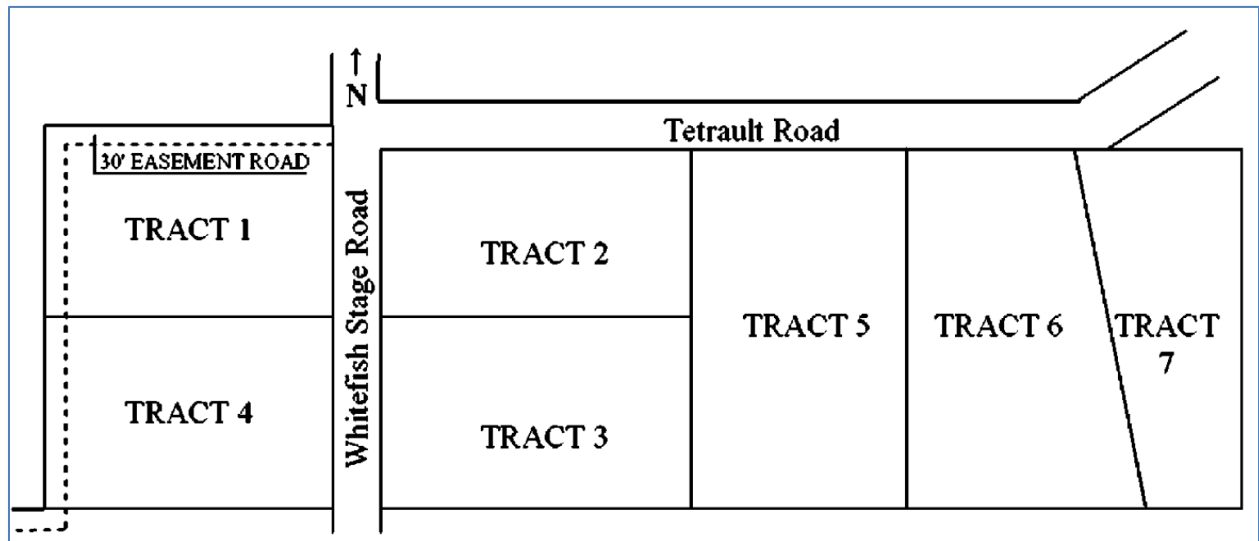 ↑
N
Tetrault Road
30' EASEMENT ROAD
TRACT 1
Whitefish Stage Road
TRACT 2
TRACT 5
TRACT 6
TRACT
7
TRACT 4
TRACT 3